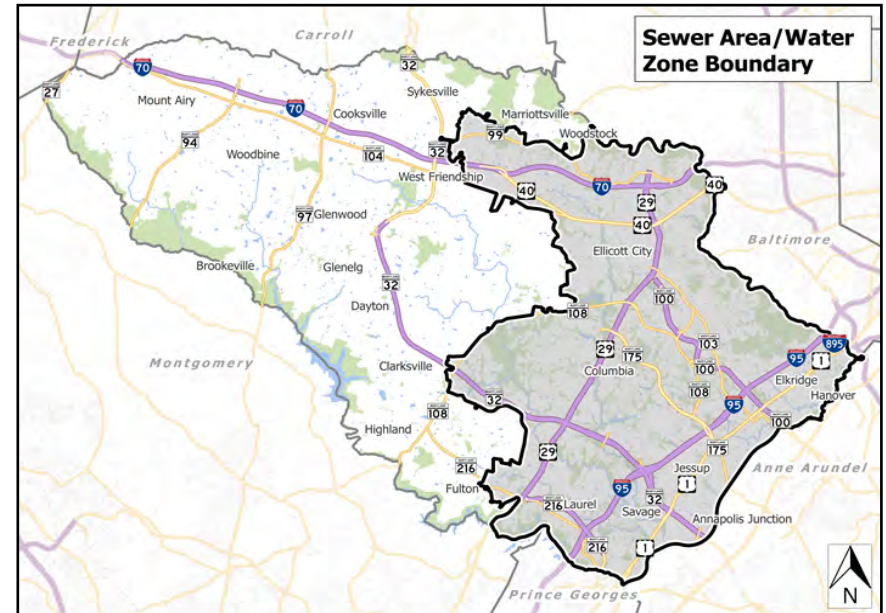 Sewer Area/Water
Zone Boundary
Frederick
Carroll
70
32
27
Mount Airy
Sykesville
70
Cooksville
Marriottsville
99
Woodstock
94
Woodbine
104
32
West Friendship
40
70
40
29
97
Glenwood
40
Ellicott City
Baltimore
Brookeville
Glenelg
32
Dayton
100
108
103
29
175
895
95
1
Montgomery
Clarksville
Columbia
100
Elkridge
32
108
95
Hanover
108
100
Highland
29
175
216
Jessup
Anne Arundel
Fulton
95
1
32
216
Laurel
Savage
Annapolis Junction
216
1
Prince Georges
N